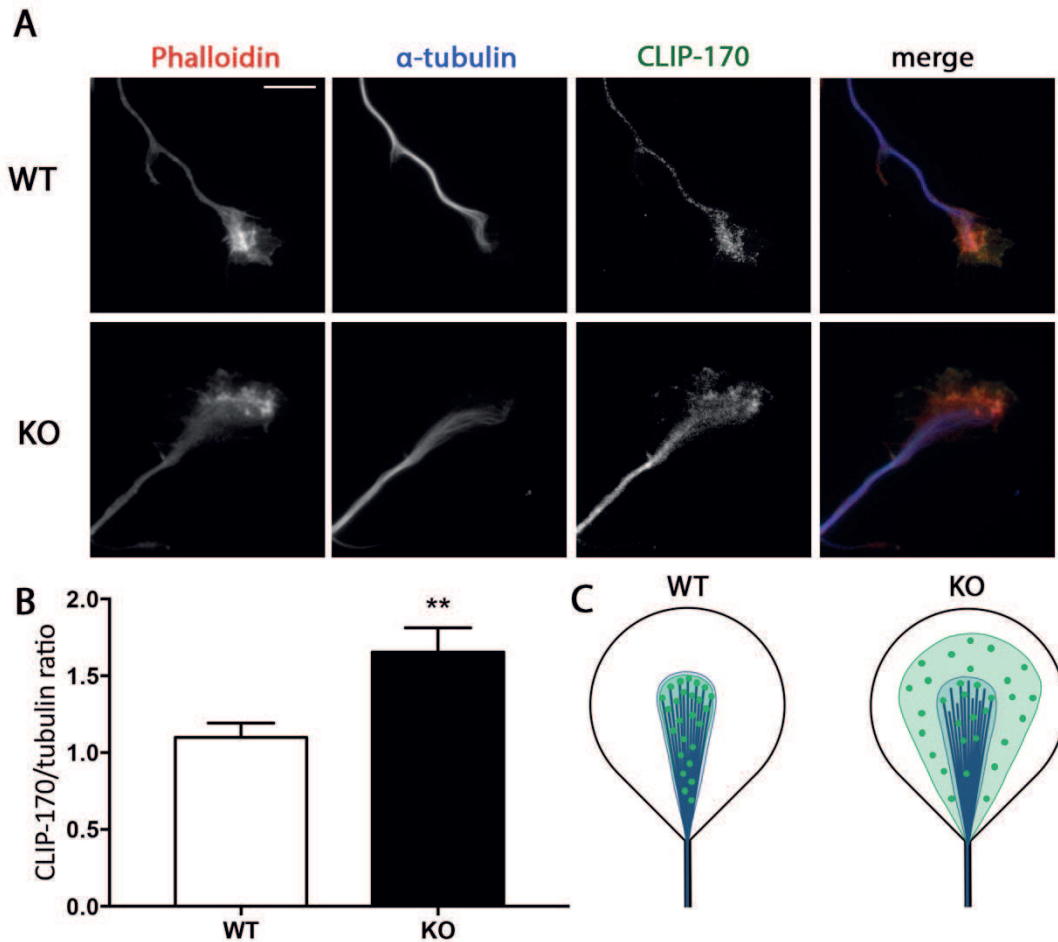 A
Phalloidin α-tubulin CLIP-170 merge
WT
KO
B
CLIP-170/tubulin ratio
2.0
1.5
1.0
0.5
0.0
**
WT KO
C
WT KO